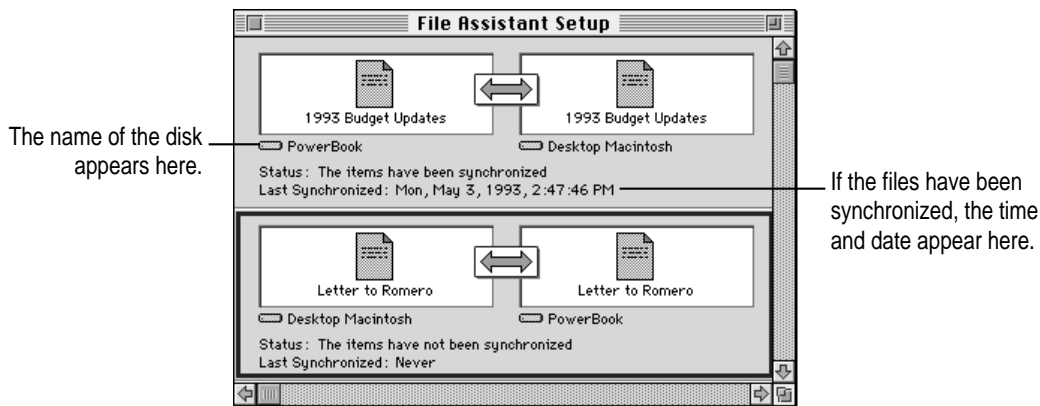 File Assistant Setup
1993 Budget Updates
1993 Budget Updates
The name of the disk
appears here.
PowerBook
Desktop Macintosh
Status: The items have been synchronized
Last Synchronized: Mon, May 3, 1993, 2:47:46 PM
If the files have been
synchronized, the time
and date appear here.
Letter to Romero
Letter to Romero
Desktop Macintosh
PowerBook
Status: The items have not been synchronized
Last Synchronized: Never